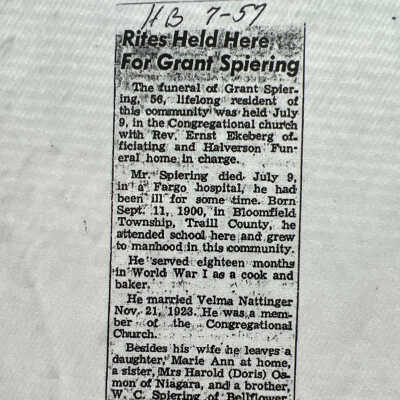 HB 7-57
Rites Held Here
For Grant Spiering
The funeral of Grant Spier-
ing, 56, lifelong resident of
this community was held July
9, in the Congregational church
with Rev. Ernst Ekeberg of-
ficiating and Halverson Fun-
eral home in charge.
Mr. Spiering died July 9,
in a Fargo hospital, he had
been ill for some time. Born
Sept. 11, 1900, in Bloomfield
Township, Traill County, he
attended school here and grew
to manhood in this community.
He served eighteen months
in World War I as a cook and
baker.
He married Velma Nattinger
Nov. 21, 1923. He was a mem-
ber of the Congregational
Church.
Besides his wife he leaves a
daughter, Marie Ann at home,
a sister, Mrs Harold (Doris) Os-
mon of Niagara, and a brother,
W. C. Spiering of Bellflower,